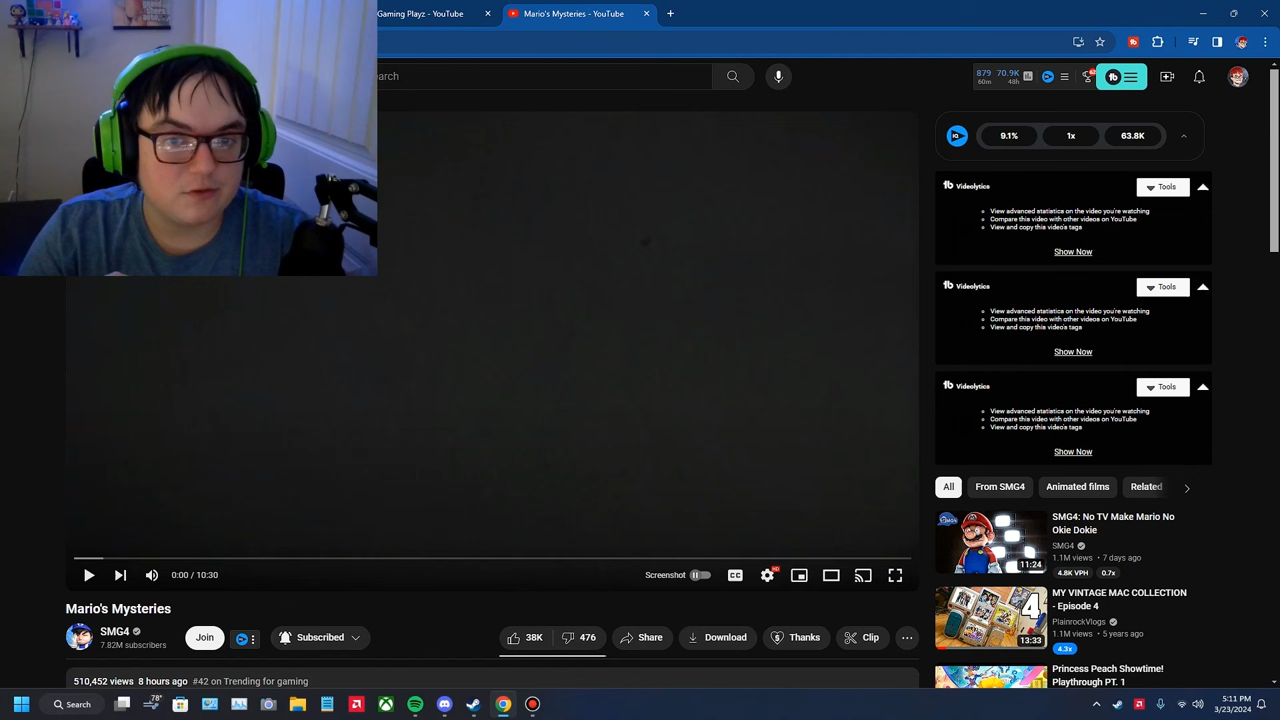 Gaming Playz - YouTube
Mario's Mysteries - YouTube
earch
879 70.9K
60m 48h
9.1% 1x 63.8K
Videolytics
Tools
View advanced statistics on the video you're watching
Compare this video with other videos on YouTube
View and copy this video's tags
Show Now
Videolytics
Tools
View advanced statistics on the video you're watching
Compare this video with other videos on YouTube
View and copy this video's tags
Show Now
Videolytics
Tools
View advanced statistics on the video you're watching
Compare this video with other videos on YouTube
View and copy this video's tags
Show Now
All From SMG4 Animated films Related
SMG4: No TV Make Mario No
Okie Dokie
SMG4
1.1M views • 7 days ago
4.8K VPH 0.7x
11:24
MY VINTAGE MAC COLLECTION
- Episode 4
PlainrockVlogs
1.1M views • 5 years ago
4.3x
4
13:33
Princess Peach Showtime!
Playthrough PT. 1
0:00 / 10:30
Screenshot
CC
HD
Mario's Mysteries
SMG4
7.82M subscribers
Join
Subscribed
38K 476 Share Download Thanks Clip
510,452 views 8 hours ago #42 on Trending for gaming
Search
78°
5:11 PM
3/23/2024